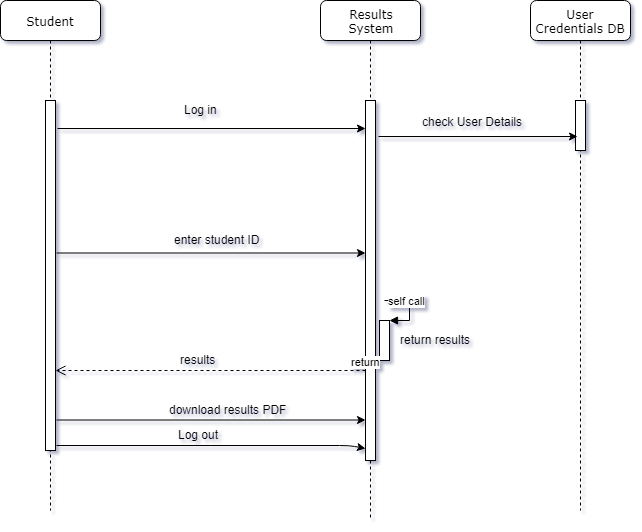 Student
Results
System
User
Credentials DB
Log in
check User Details
enter student ID
self call
return results
results
return
download results PDF
Log out